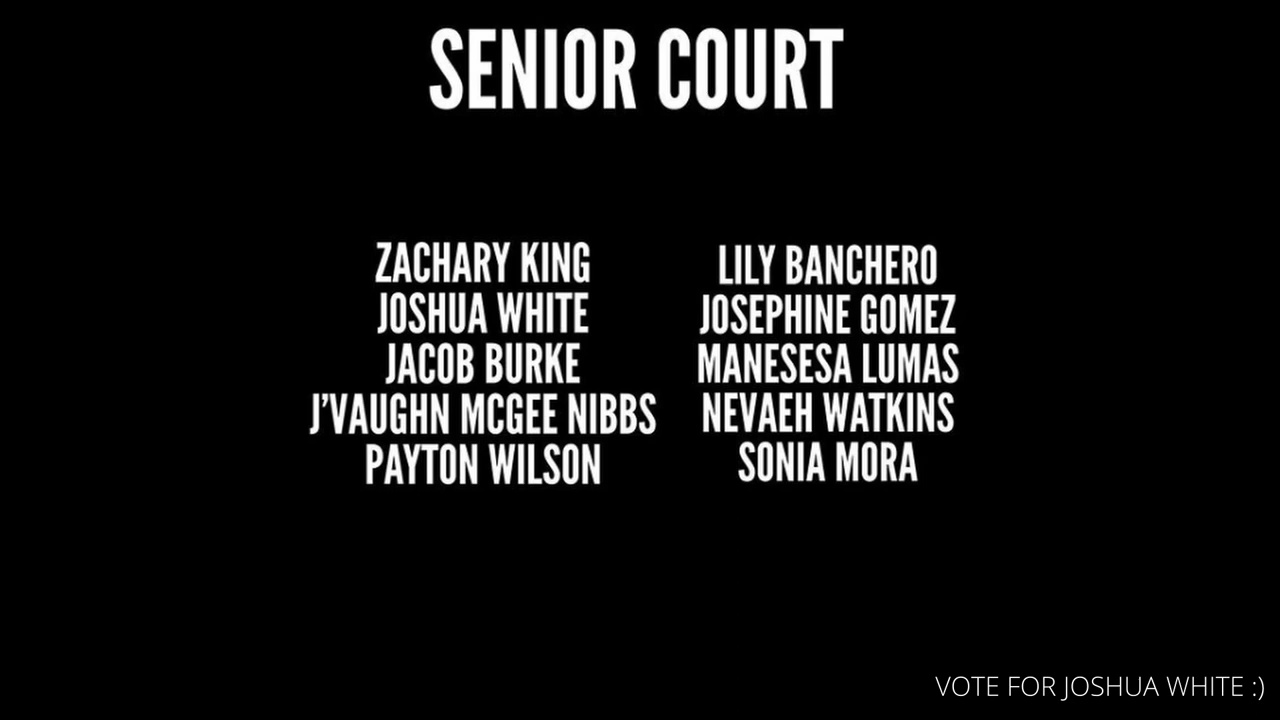 SENIOR COURT
ZACHARY KING
JOSHUA WHITE
JACOB BURKE
J'VAUGHN MCGEE NIBBS
PAYTON WILSON
LILY BANCHERO
JOSEPHINE GOMEZ
MANESESA LUMAS
NEVAEH WATKINS
SONIA MORA
VOTE FOR JOSHUA WHITE :)